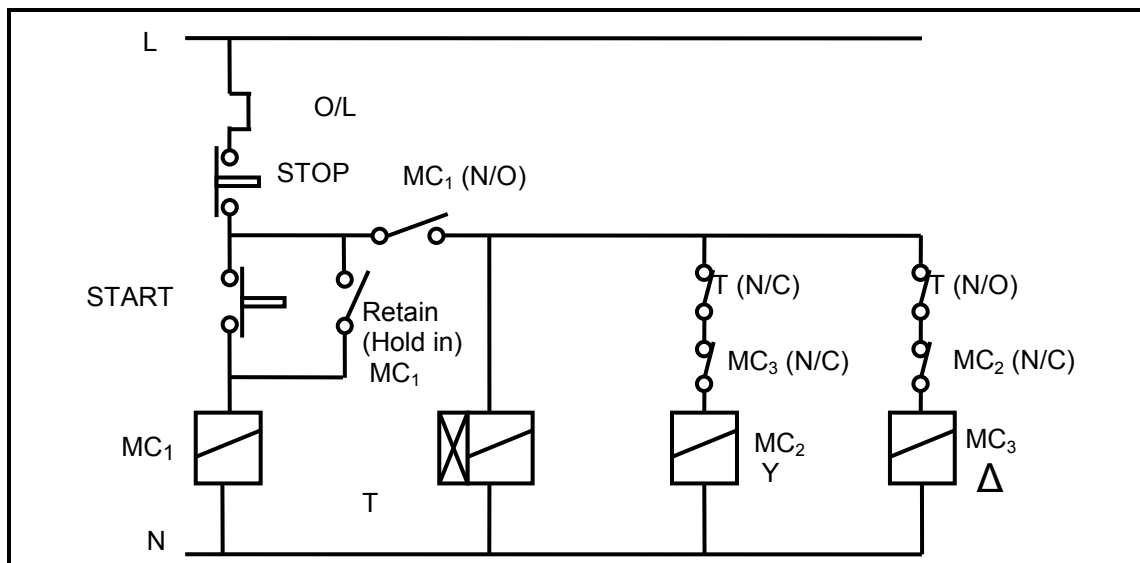 L
O/L
STOP
MC₁ (N/O)
START
Retain
(Hold in)
MC₁
T (N/C)
T (N/O)
MC₃ (N/C)
MC₂ (N/C)
MC₁
T
MC₂
Y
MC₃
Δ
N